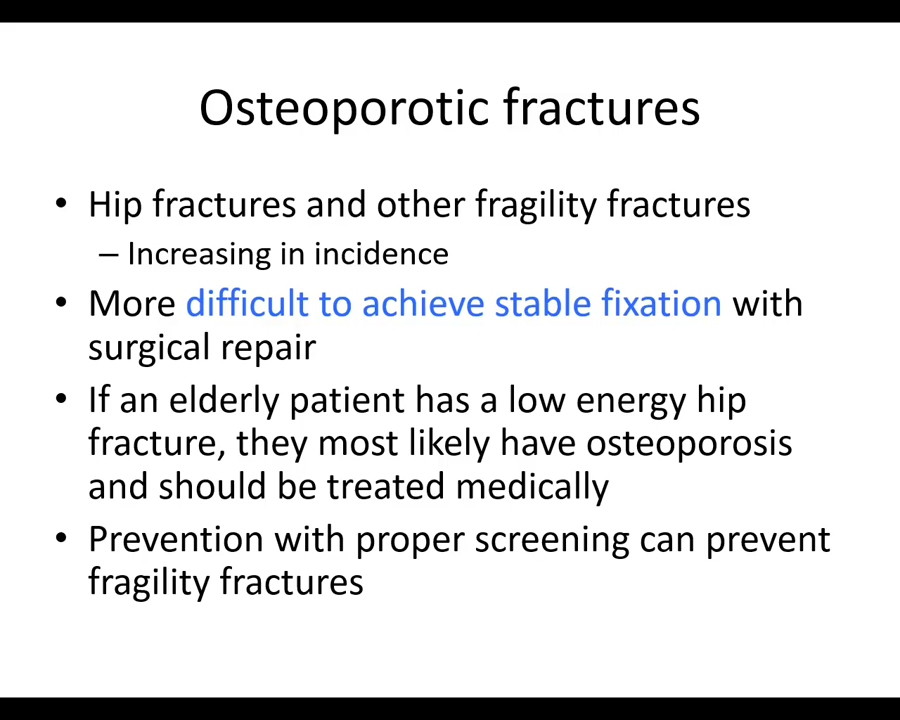 Osteoporotic fractures
• Hip fractures and other fragility fractures
– Increasing in incidence
• More difficult to achieve stable fixation with
surgical repair
• If an elderly patient has a low energy hip
fracture, they most likely have osteoporosis
and should be treated medically
• Prevention with proper screening can prevent
fragility fractures